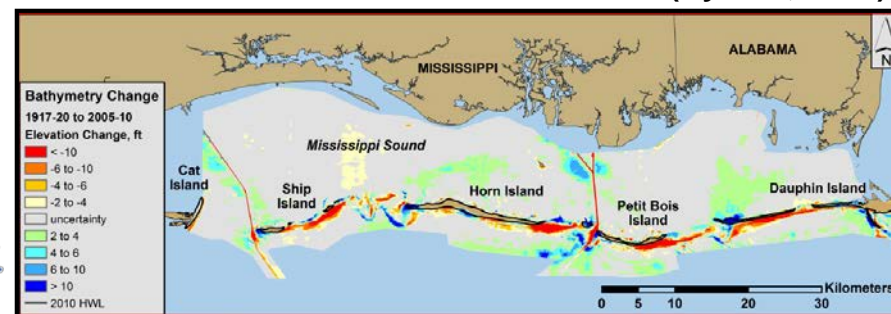 ALABAMA
MISSISSIPPI
N
Bathymetry Change
1917-20 to 2005-10
Elevation Change, ft
< -10
-6 to -10
-4 to -6
-2 to -4
uncertainty
2 to 4
4 to 6
6 to 10
> 10
2010 HWL
Mississippi Sound
Cat
Island
Ship
Island
Horn Island
Petit Bois
Island
Dauphin Island
Kilometers
0 5 10 20 30